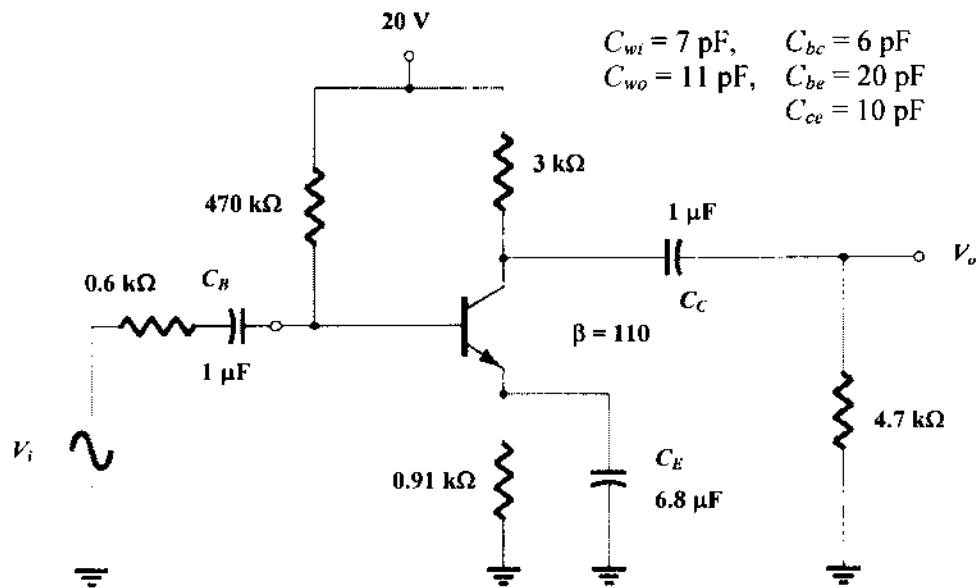 20 V
C_wi = 7 pF, C_bc = 6 pF
C_wo = 11 pF, C_be = 20 pF
C_ce = 10 pF
3 kΩ
470 kΩ
1 μF
V_o
0.6 kΩ
C_B
C_C
β = 110
1 μF
4.7 kΩ
V_i
C_E
0.91 kΩ
6.8 μF